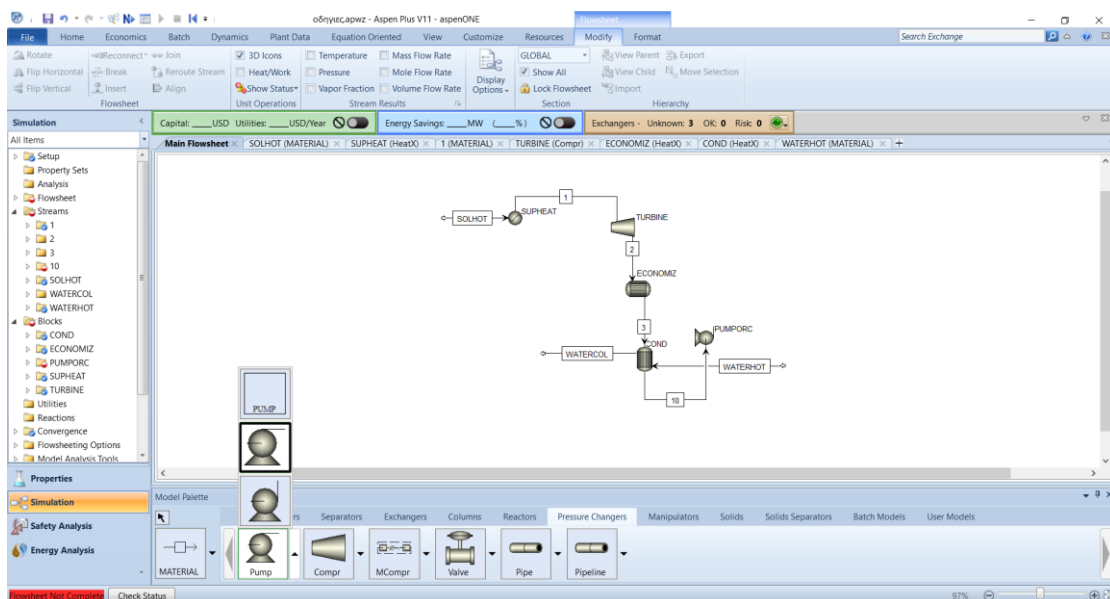 οδηγιες.apwz - Aspen Plus V11 - aspenONE
Flowsheet
File Home Economics Batch Dynamics Plant Data Equation Oriented View Customize Resources Modify Format
Search Exchange
Rotate Reconnect Join 3D Icons Temperature Mass Flow Rate GLOBAL View Parent Export
Flip Horizontal Break Reroute Stream Heat/Work Pressure Mole Flow Rate Display Options Show All View Child Move Selection
Flip Vertical Insert Align Show Status Vapor Fraction Volume Flow Rate Lock Flowsheet Import
Flowsheet Unit Operations Stream Results Section Hierarchy
Simulation
Capital: ____USD Utilities: ____USD/Year Energy Savings: ____MW (____%) Exchangers - Unknown: 3 OK: 0 Risk: 0
All Items
Main Flowsheet SOLHOT (MATERIAL) SUPHEAT (HeatX) 1 (MATERIAL) TURBINE (Compr) ECONOMIZ (HeatX) COND (HeatX) WATERHOT (MATERIAL) +
Setup
Property Sets
Analysis
Flowsheet
Streams
1
2
3
10
SOLHOT
WATERCOL
WATERHOT
Blocks
COND
ECONOMIZ
PUMPORC
SUPHEAT
TURBINE
Utilities
Reactions
Convergence
Flowsheeting Options
Model Analysis Tools
Properties
Simulation
Safety Analysis
Energy Analysis
1
SOLHOT
SUPHEAT
TURBINE
2
ECONOMIZ
3
PUMPORC
COND
WATERCOL
WATERHOT
10
PUMP
Model Palette
Separators Exchangers Columns Reactors Pressure Changers Manipulators Solids Solids Separators Batch Models User Models
MATERIAL Pump Compr MCompr Valve Pipe Pipeline
Flowsheet Not Complete Check Status
97%